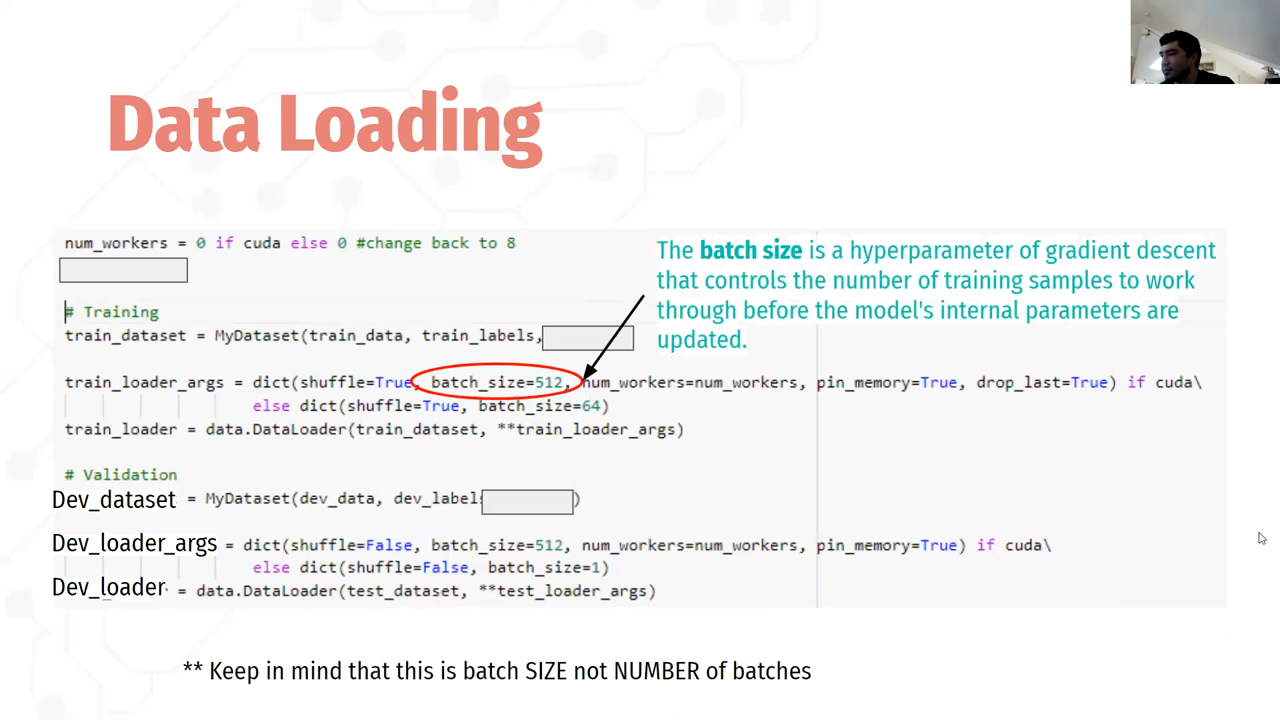 Data Loading
num_workers = 0 if cuda else 0 #change back to 8
# Training
train_dataset = MyDataset(train_data, train_labels,
train_loader_args = dict(shuffle=True, batch_size=512, num_workers=num_workers, pin_memory=True, drop_last=True) if cuda\
else dict(shuffle=True, batch_size=64)
train_loader = data.DataLoader(train_dataset, **train_loader_args)
# Validation
Dev_dataset = MyDataset(dev_data, dev_label )
Dev_loader_args = dict(shuffle=False, batch_size=512, num_workers=num_workers, pin_memory=True) if cuda\
else dict(shuffle=False, batch_size=1)
Dev_loader = data.DataLoader(test_dataset, **test_loader_args)
The batch size is a hyperparameter of gradient descent
that controls the number of training samples to work
through before the model's internal parameters are
updated.
** Keep in mind that this is batch SIZE not NUMBER of batches